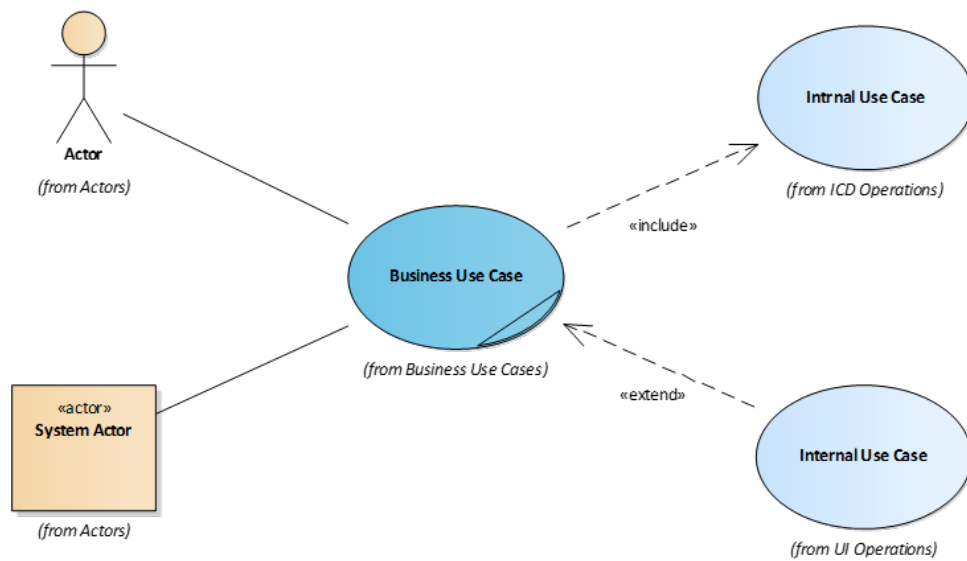 Actor
(from Actors)
Intrnal Use Case
(from ICD Operations)
«include»
Business Use Case
(from Business Use Cases)
«actor»
System Actor
(from Actors)
«extend»
Internal Use Case
(from UI Operations)